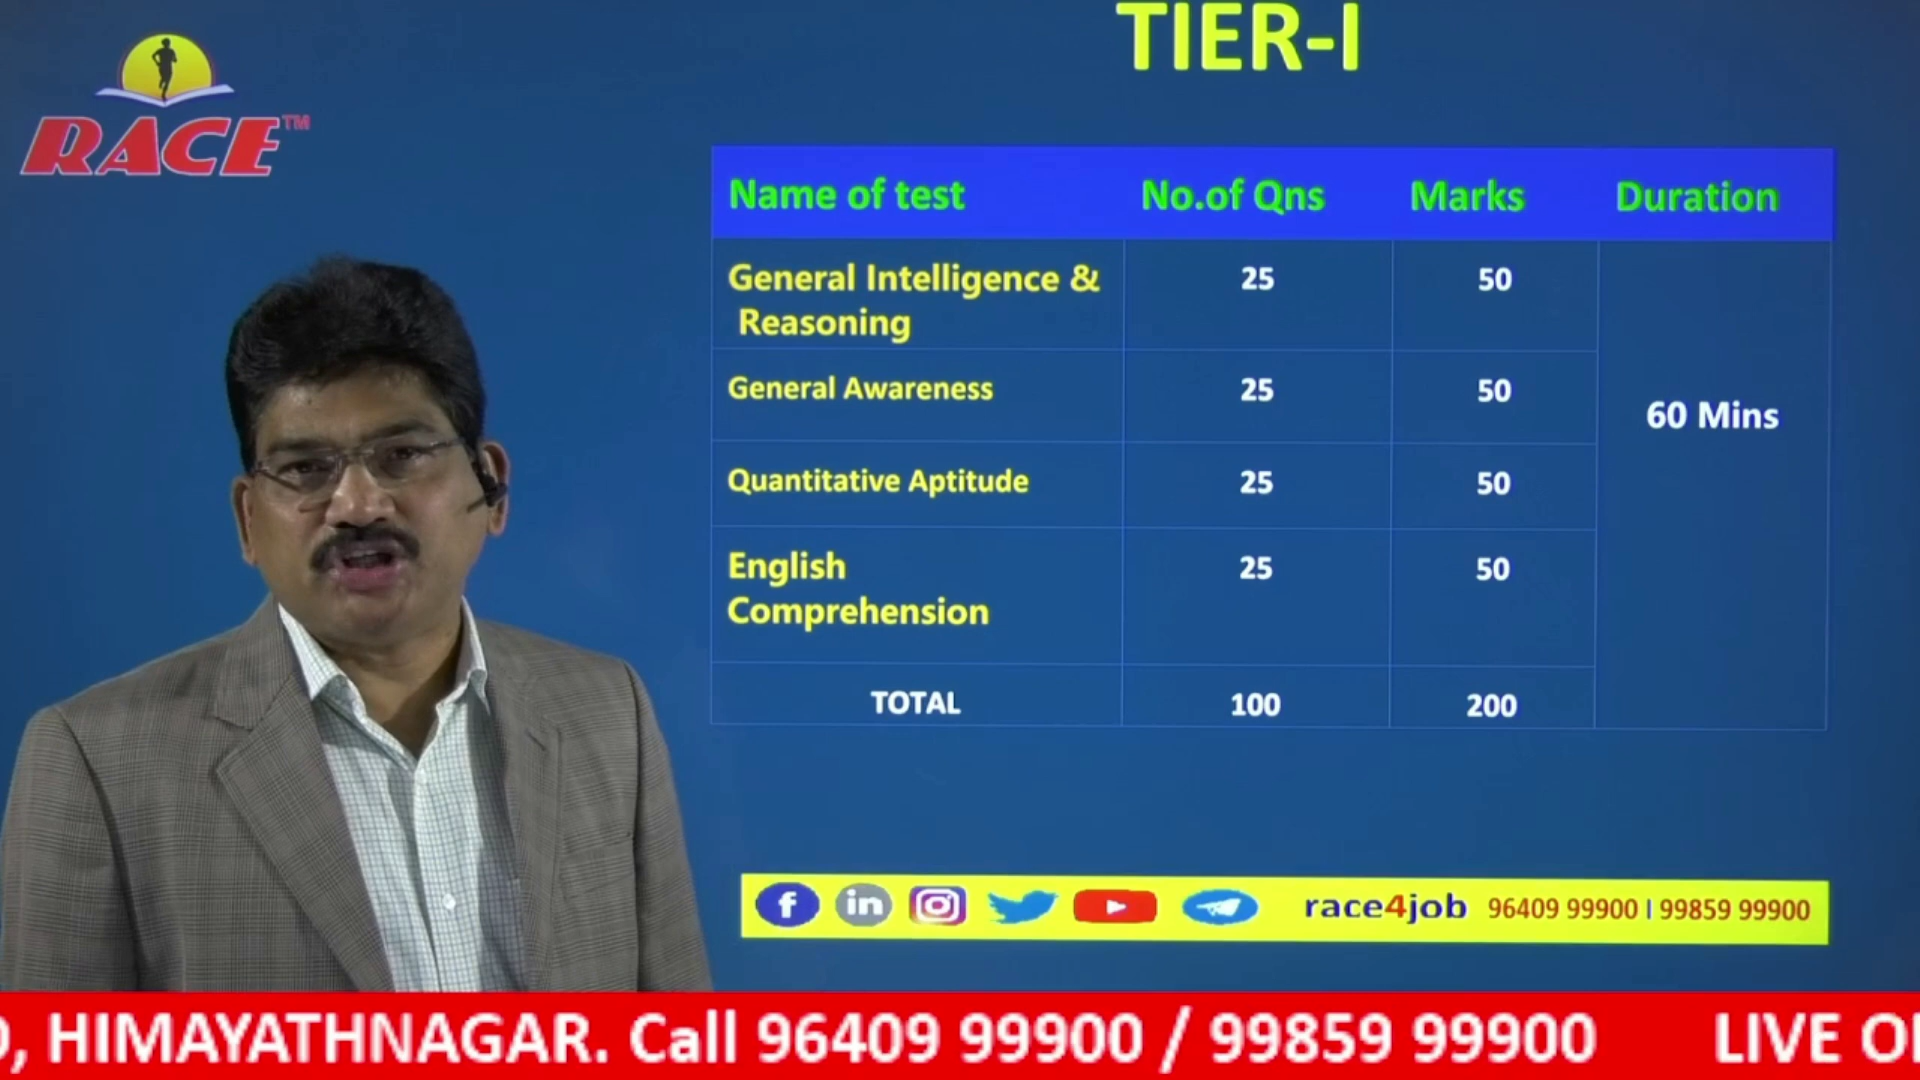 TIER-I
RACE™
Name of test No.of Qns Marks Duration
General Intelligence & 25 50
Reasoning
General Awareness 25 50
60 Mins
Quantitative Aptitude 25 50
English 25 50
Comprehension
TOTAL 100 200
f in race4job 96409 99900 I 99859 99900
, HIMAYATHNAGAR. Call 96409 99900 / 99859 99900 LIVE